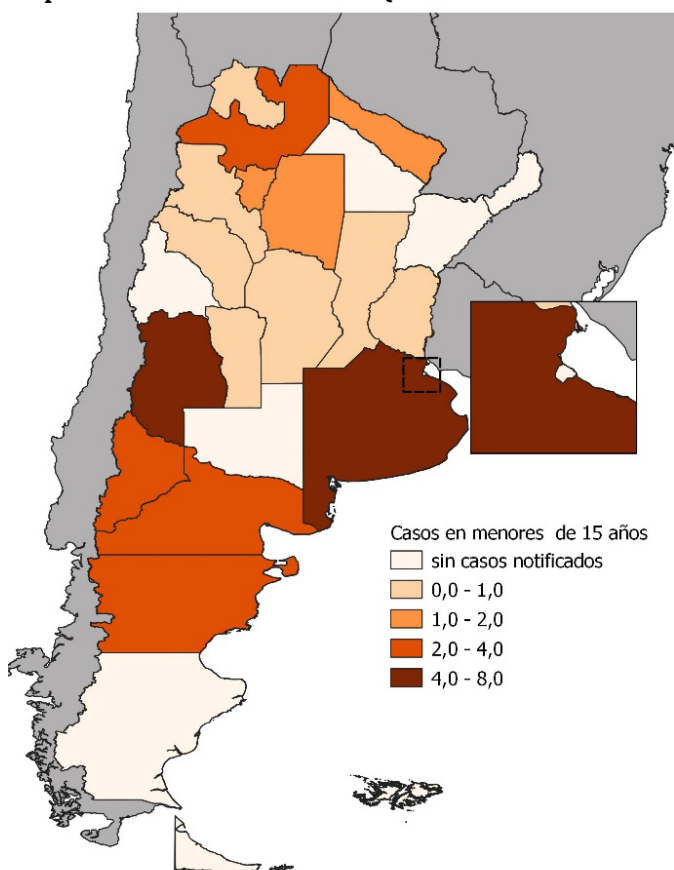 Casos en menores de 15 años
sin casos notificados
0,0 - 1,0
1,0 - 2,0
2,0 - 4,0
4,0 - 8,0